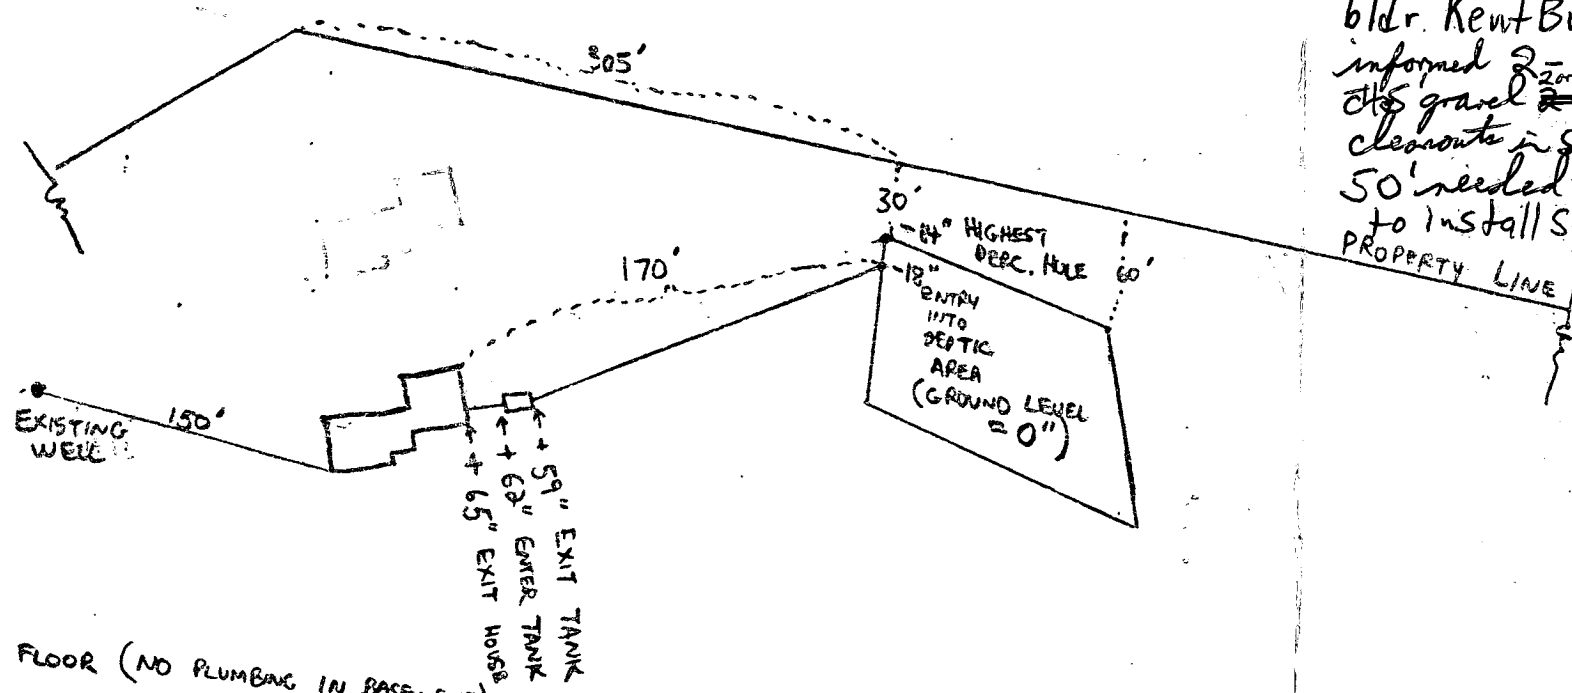 bldr. Kent
informed 2
gravel
cleanouts in
50' needed
to install S
PROPERTY LINE
305'
30'
-14" HIGHEST
PERC. HOLE
60'
170'
-18"
ENTRY
INTO
SEPTIC
AREA
(GROUND LEVEL
= 0")
EXISTING
WELL
150'
+ 59" EXIT TANK
+ 62" ENTER TANK
+ 65" EXIT HOUSE
FLOOR (NO PLUMBING IN